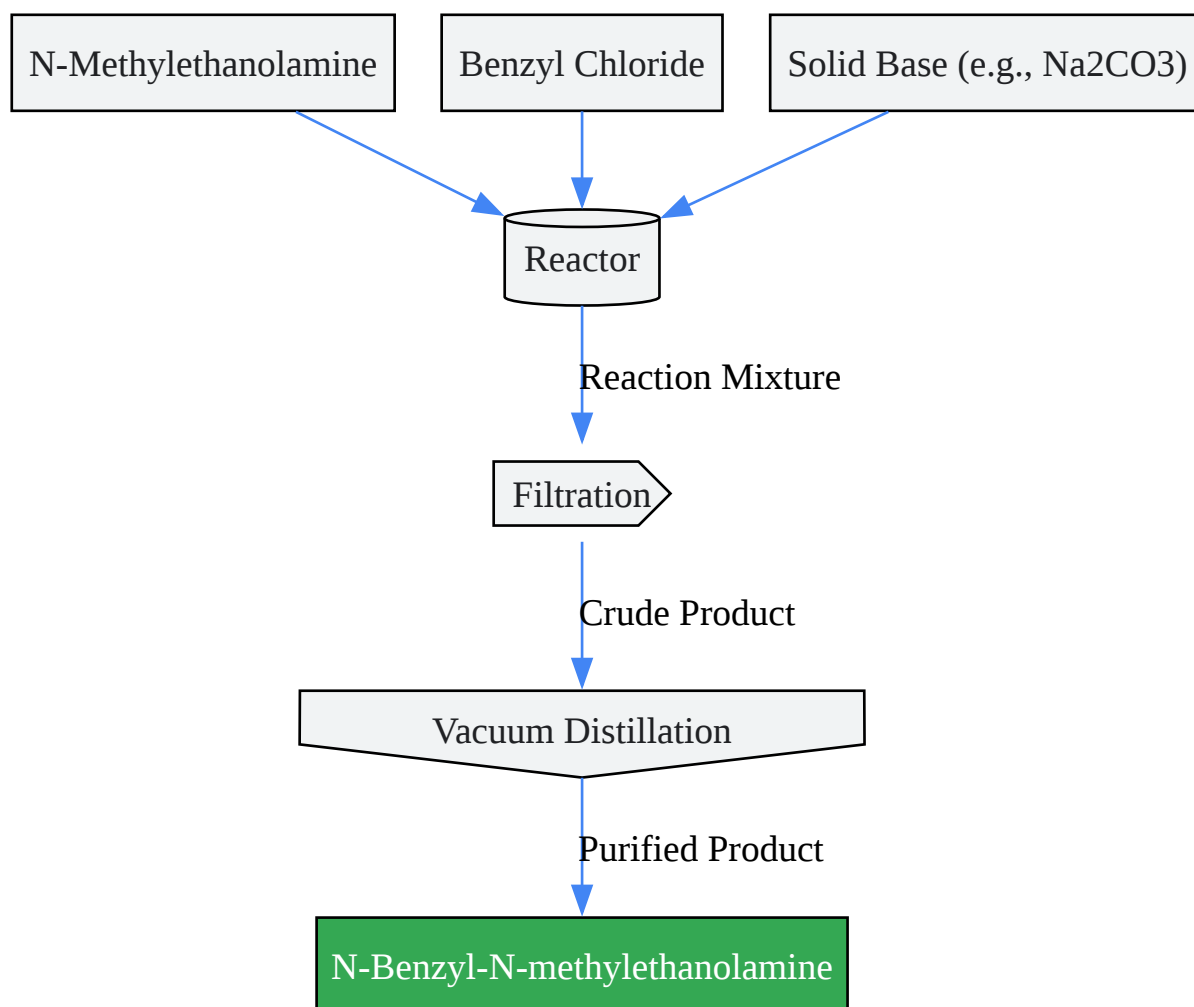 N-Methylethanolamine
Benzyl Chloride
Solid Base (e.g., Na2CO3)
Reactor
Reaction Mixture
Filtration
Crude Product
Vacuum Distillation
Purified Product
N-Benzyl-N-methylethanolamine